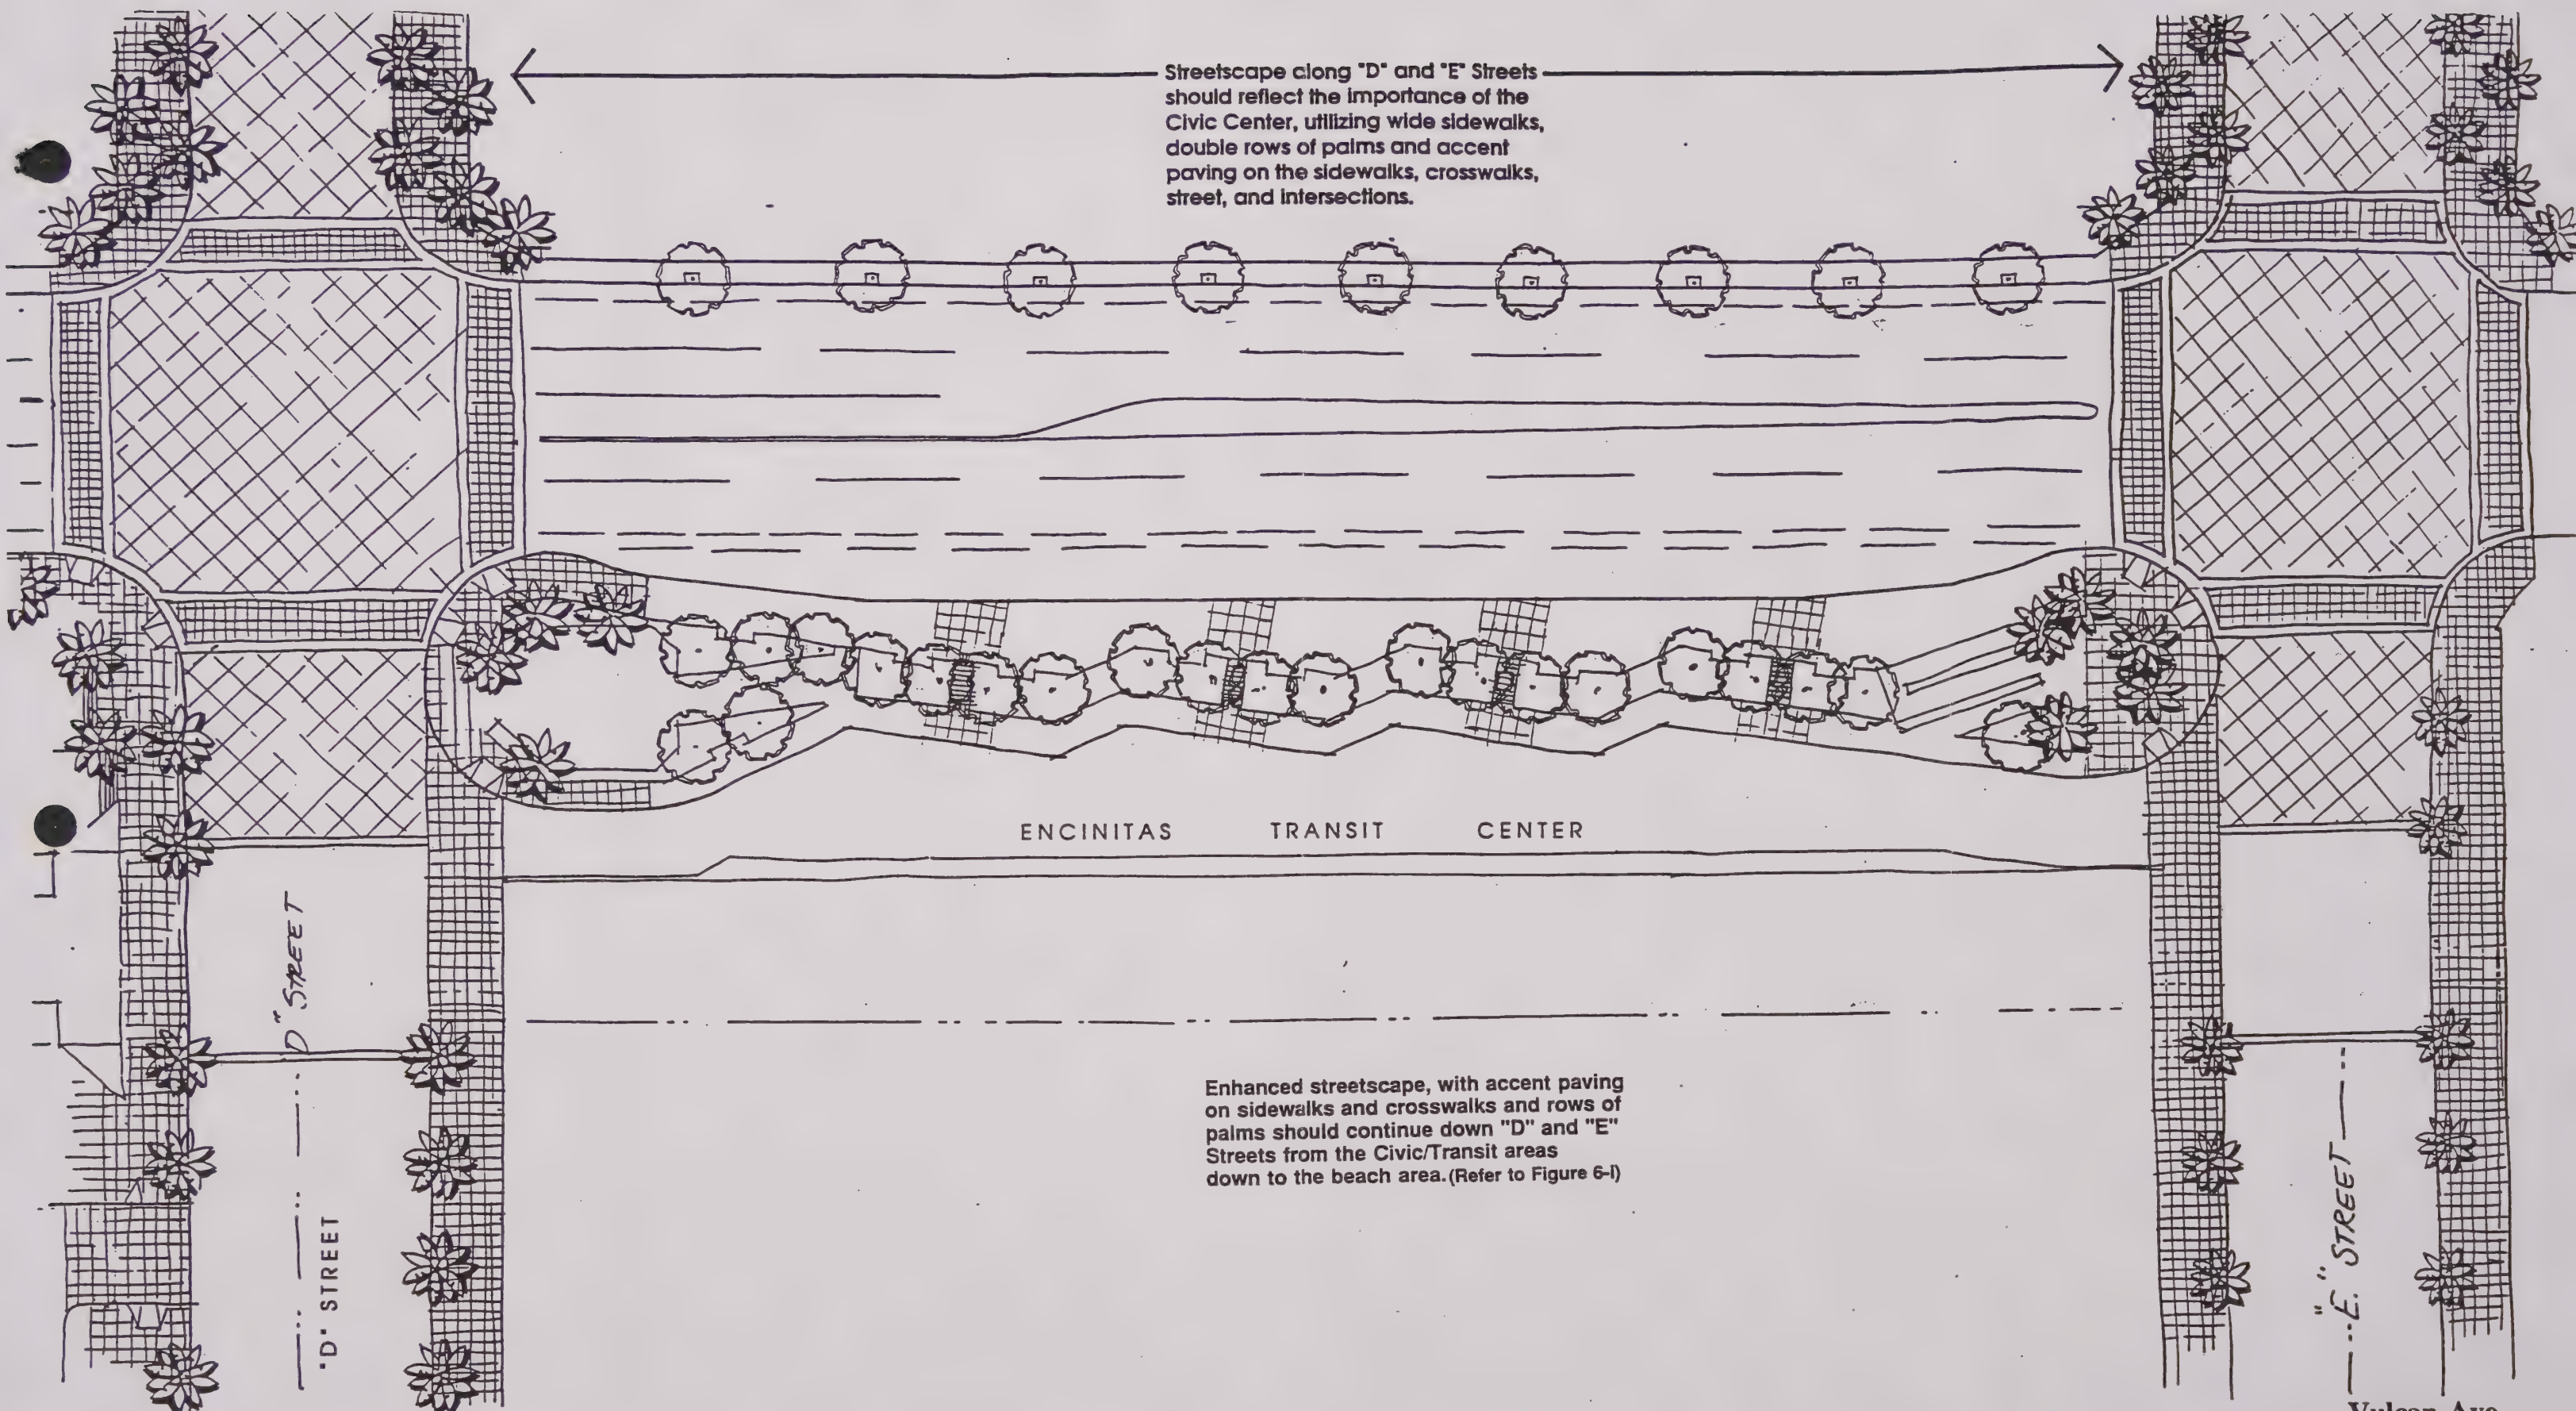 Streetscape along "D" and "E" Streets
should reflect the importance of the
Civic Center, utilizing wide sidewalks,
double rows of palms and accent
paving on the sidewalks, crosswalks,
street, and intersections.
ENCINITAS TRANSIT CENTER
D" STREET
"D" STREET
Enhanced streetscape, with accent paving
on sidewalks and crosswalks and rows of
palms should continue down "D" and "E"
Streets from the Civic/Transit areas
down to the beach area. (Refer to Figure 6-I)
"E" STREET
Vulcan Ave